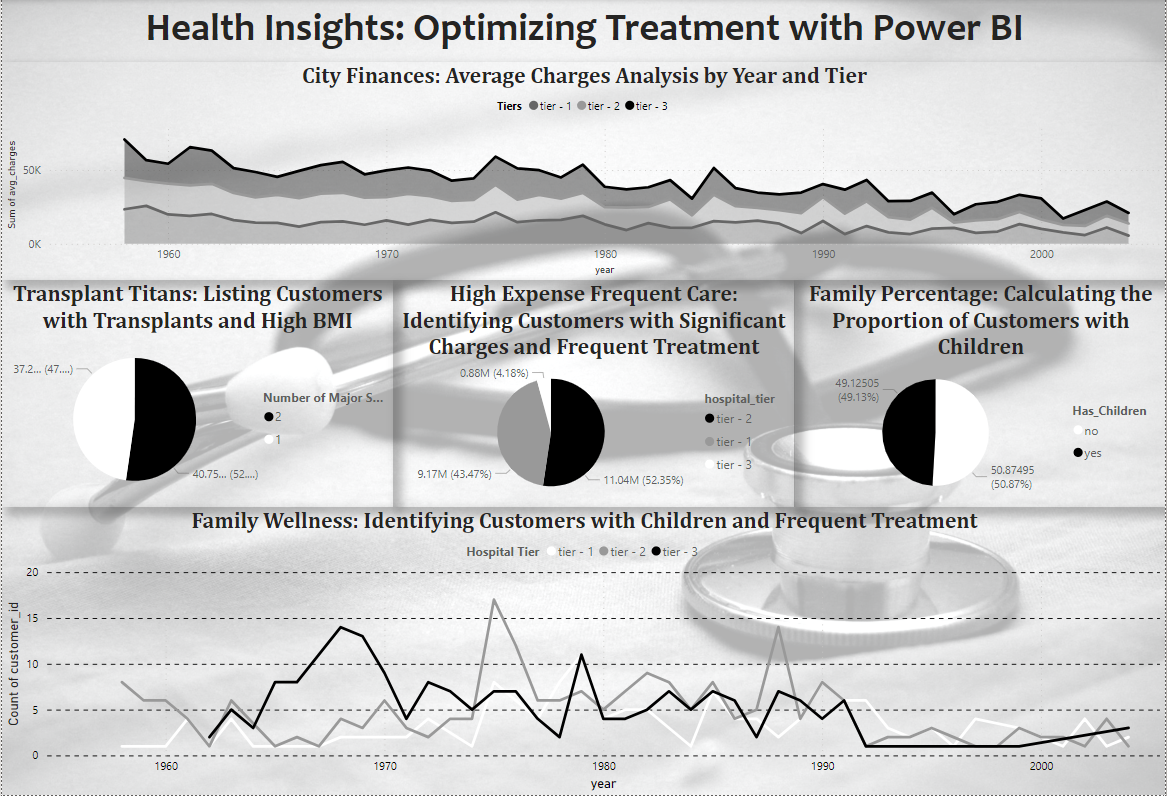 Health Insights: Optimizing Treatment with Power BI
City Finances: Average Charges Analysis by Year and Tier
Tiers tier - 1 tier - 2 tier - 3
Sum of avg_charges
50K
0K
1960 1970 1980 1990 2000
year
Transplant Titans: Listing Customers
with Transplants and High BMI
37.2... (47....)
40.75... (52....)
Number of Major S...
2
1
High Expense Frequent Care:
Identifying Customers with Significant
Charges and Frequent Treatment
0.88M (4.18%)
9.17M (43.47%)
11.04M (52.35%)
hospital_tier
tier - 2
tier - 1
tier - 3
Family Percentage: Calculating the
Proportion of Customers with
Children
49.12505
(49.13%)
50.87495
(50.87%)
Has_Children
no
yes
Family Wellness: Identifying Customers with Children and Frequent Treatment
Hospital Tier tier - 1 tier - 2 tier - 3
Count of customer_id
20
15
10
5
0
1960 1970 1980 1990 2000
year